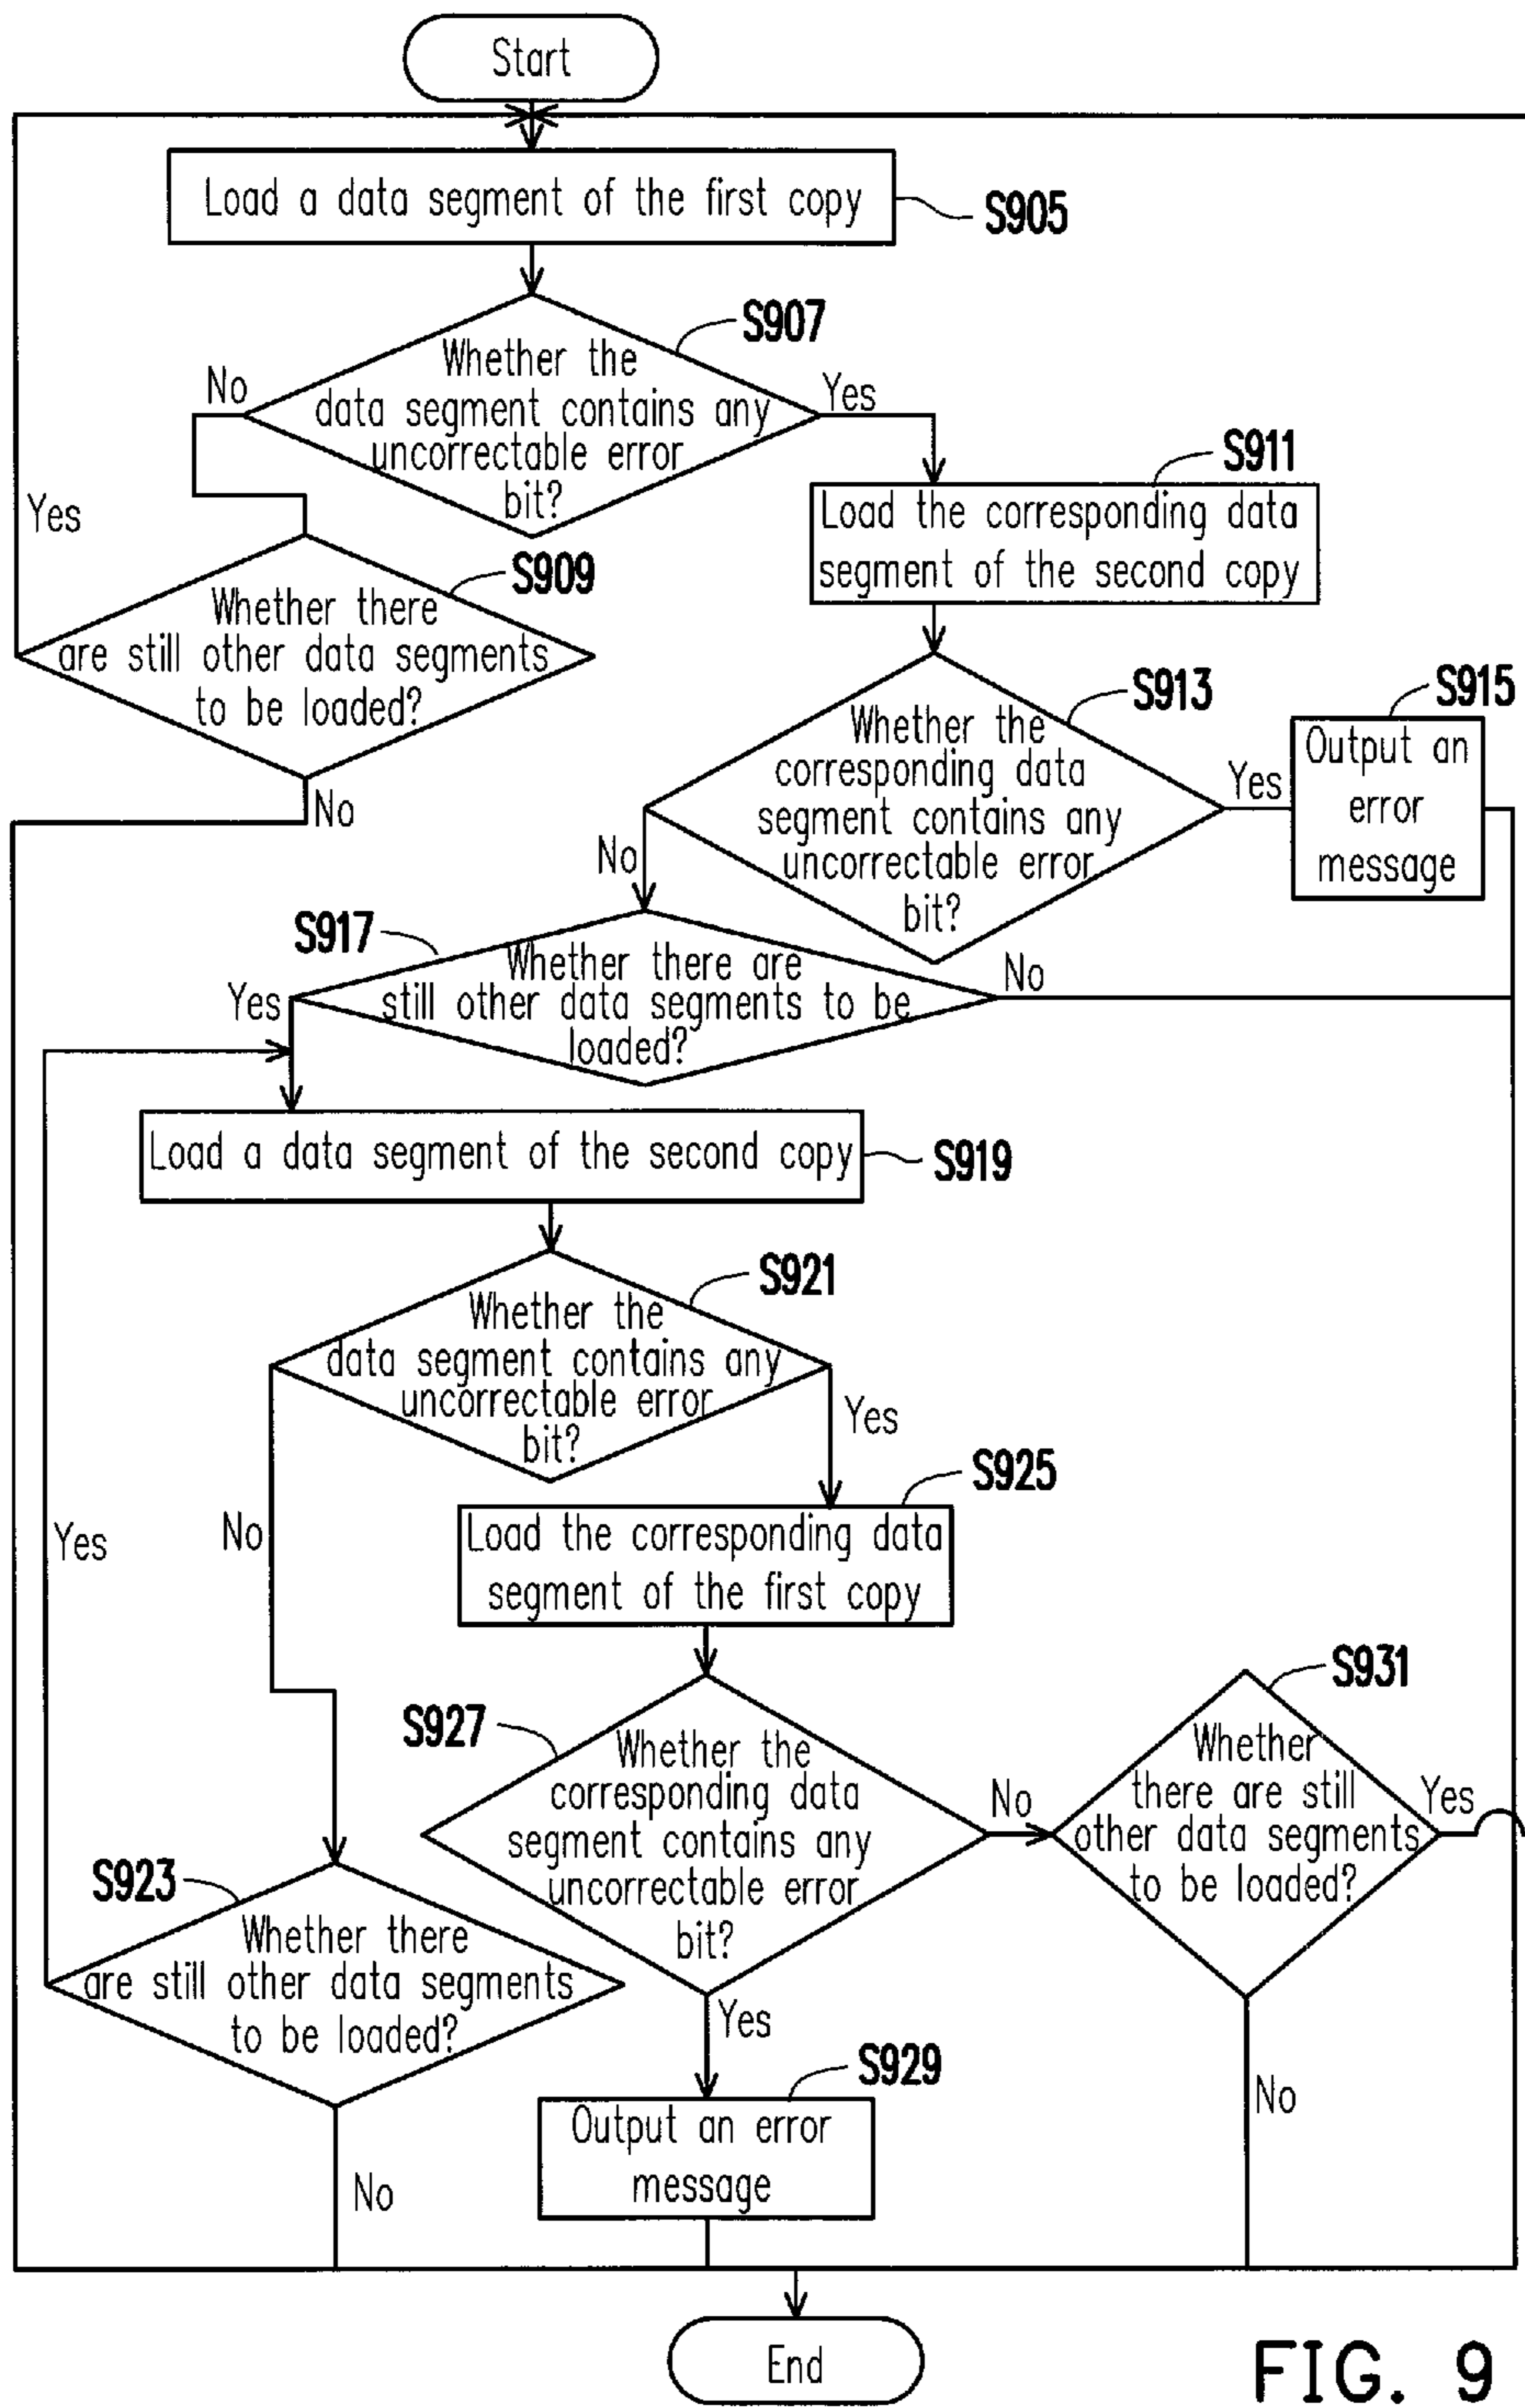 Start
Load a data segment of the first copy
S905
S907
Whether the
data segment contains any
uncorrectable error
bit?
No
Yes
S911
Load the corresponding data
segment of the second copy
Yes
S909
Whether there
are still other data segments
to be loaded?
No
S913
Whether the
corresponding data
segment contains any
uncorrectable error
bit?
Yes
S915
Output an
error
message
No
S917
Whether there are
still other data segments to be
loaded?
No
Yes
Load a data segment of the second copy
S919
S921
Whether the
data segment contains any
uncorrectable error
bit?
Yes
No
Yes
S925
Load the corresponding data
segment of the first copy
S927
Whether the
corresponding data
segment contains any
uncorrectable error
bit?
No
S931
Whether
there are still
other data segments
to be loaded?
Yes
S923
Whether there
are still other data segments
to be loaded?
Yes
S929
Output an error
message
No
No
End
FIG. 9